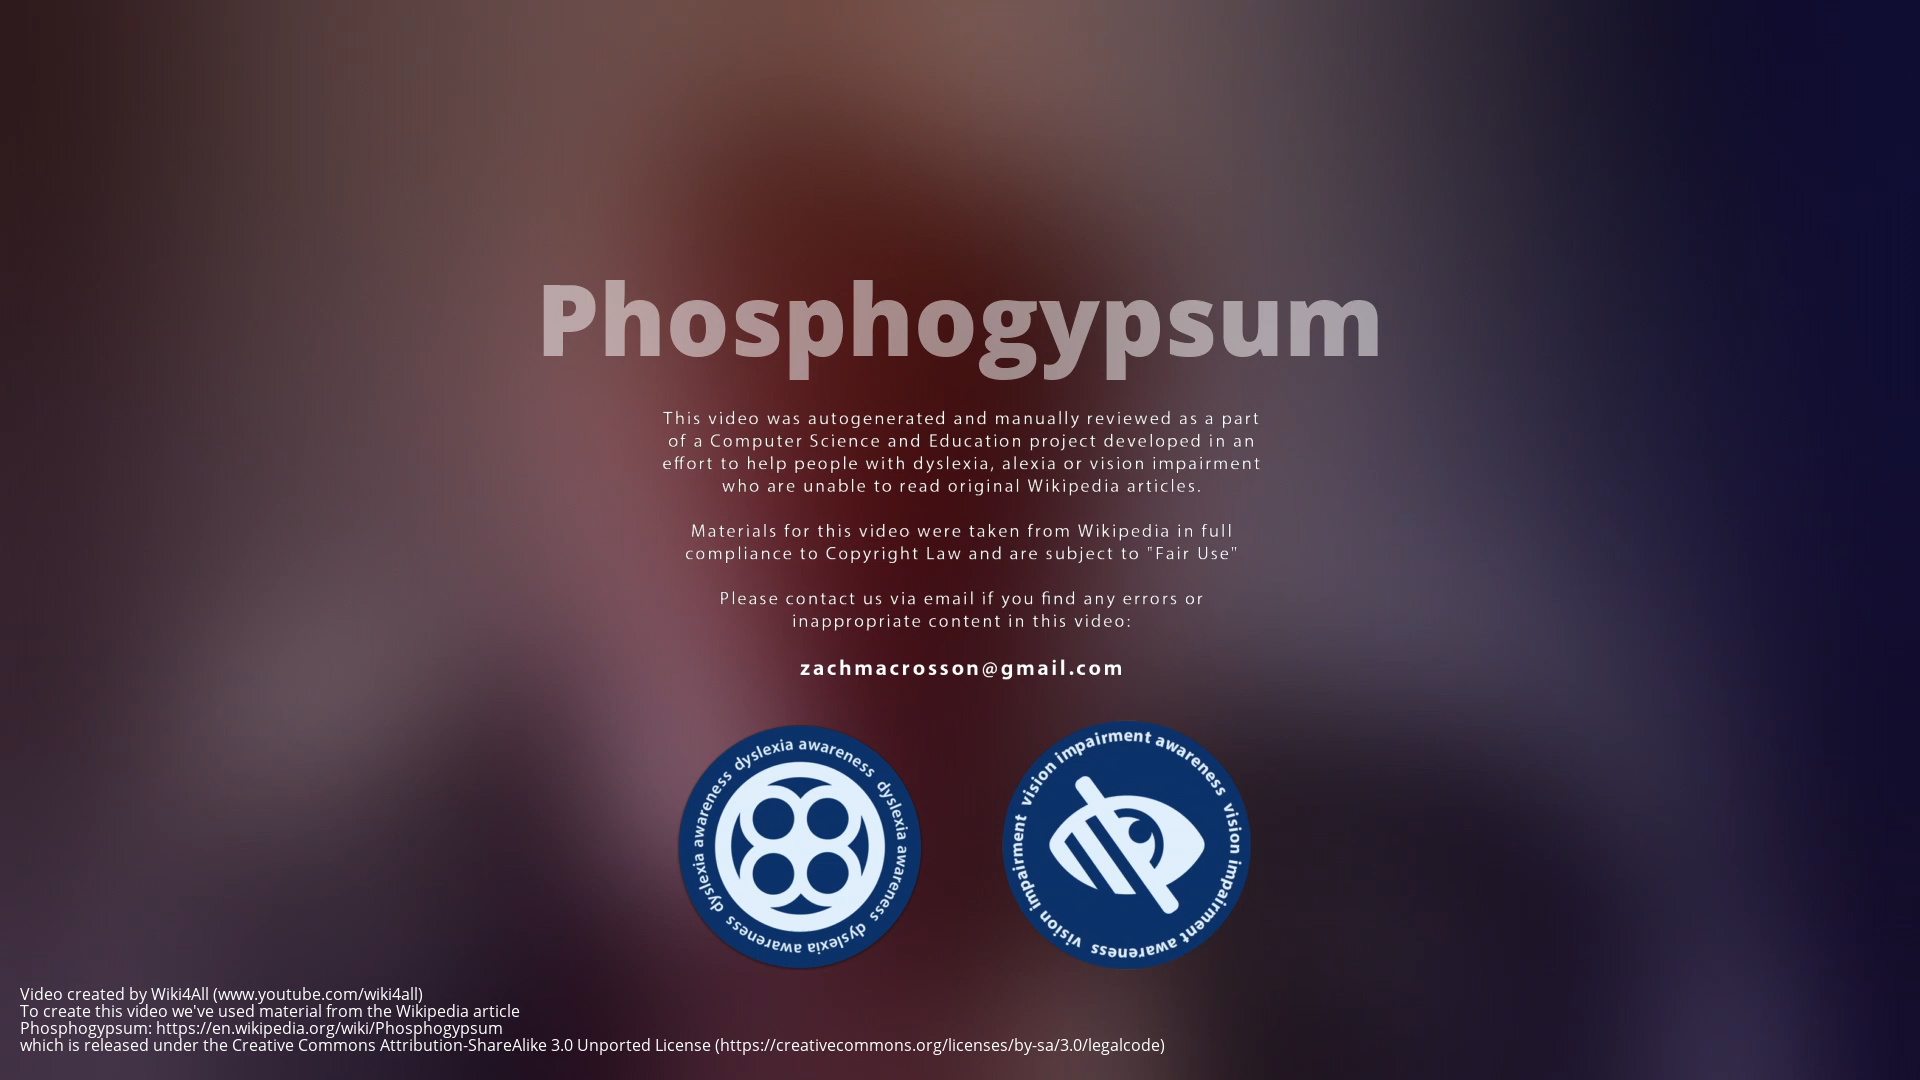 Phosphogypsum
This video was autogenerated and manually reviewed as a part
of a Computer Science and Education project developed in an
effort to help people with dyslexia, alexia or vision impairment
who are unable to read original Wikipedia articles.
Materials for this video were taken from Wikipedia in full
compliance to Copyright Law and are subject to "Fair Use"
Please contact us via email if you find any errors or
inappropriate content in this video:
zachmacrosson@gmail.com
dyslexia awareness dyslexia awareness dyslexia awareness dyslexia awareness
vision impairment awareness vision impairment awareness vision impairment
Video created by Wiki4All (www.youtube.com/wiki4all)
To create this video we've used material from the Wikipedia article
Phosphogypsum: https://en.wikipedia.org/wiki/Phosphogypsum
which is released under the Creative Commons Attribution-ShareAlike 3.0 Unported License (https://creativecommons.org/licenses/by-sa/3.0/legalcode)